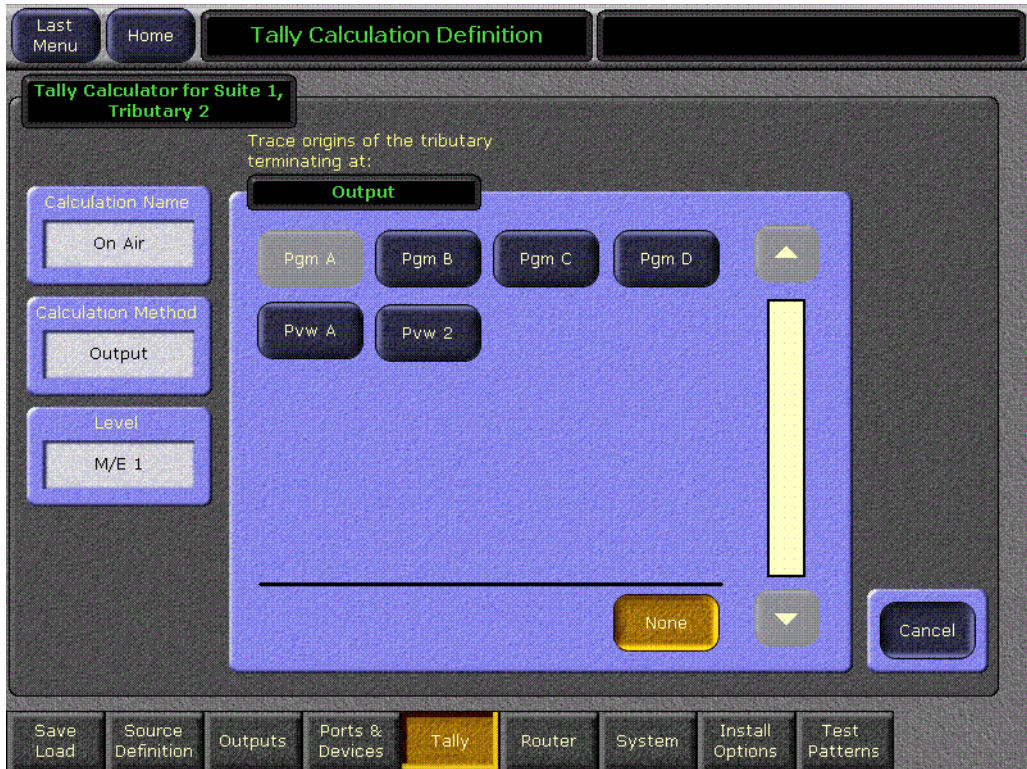 Last
Menu
Home
Tally Calculation Definition
Tally Calculator for Suite 1,
Tributary 2
Trace origins of the tributary
terminating at:
Output
Calculation Name
On Air
Calculation Method
Output
Level
M/E 1
Pgm A
Pgm B
Pgm C
Pgm D
Pvw A
Pvw 2
None
Cancel
Save
Load
Source
Definition
Outputs
Ports &
Devices
Tally
Router
System
Install
Options
Test
Patterns